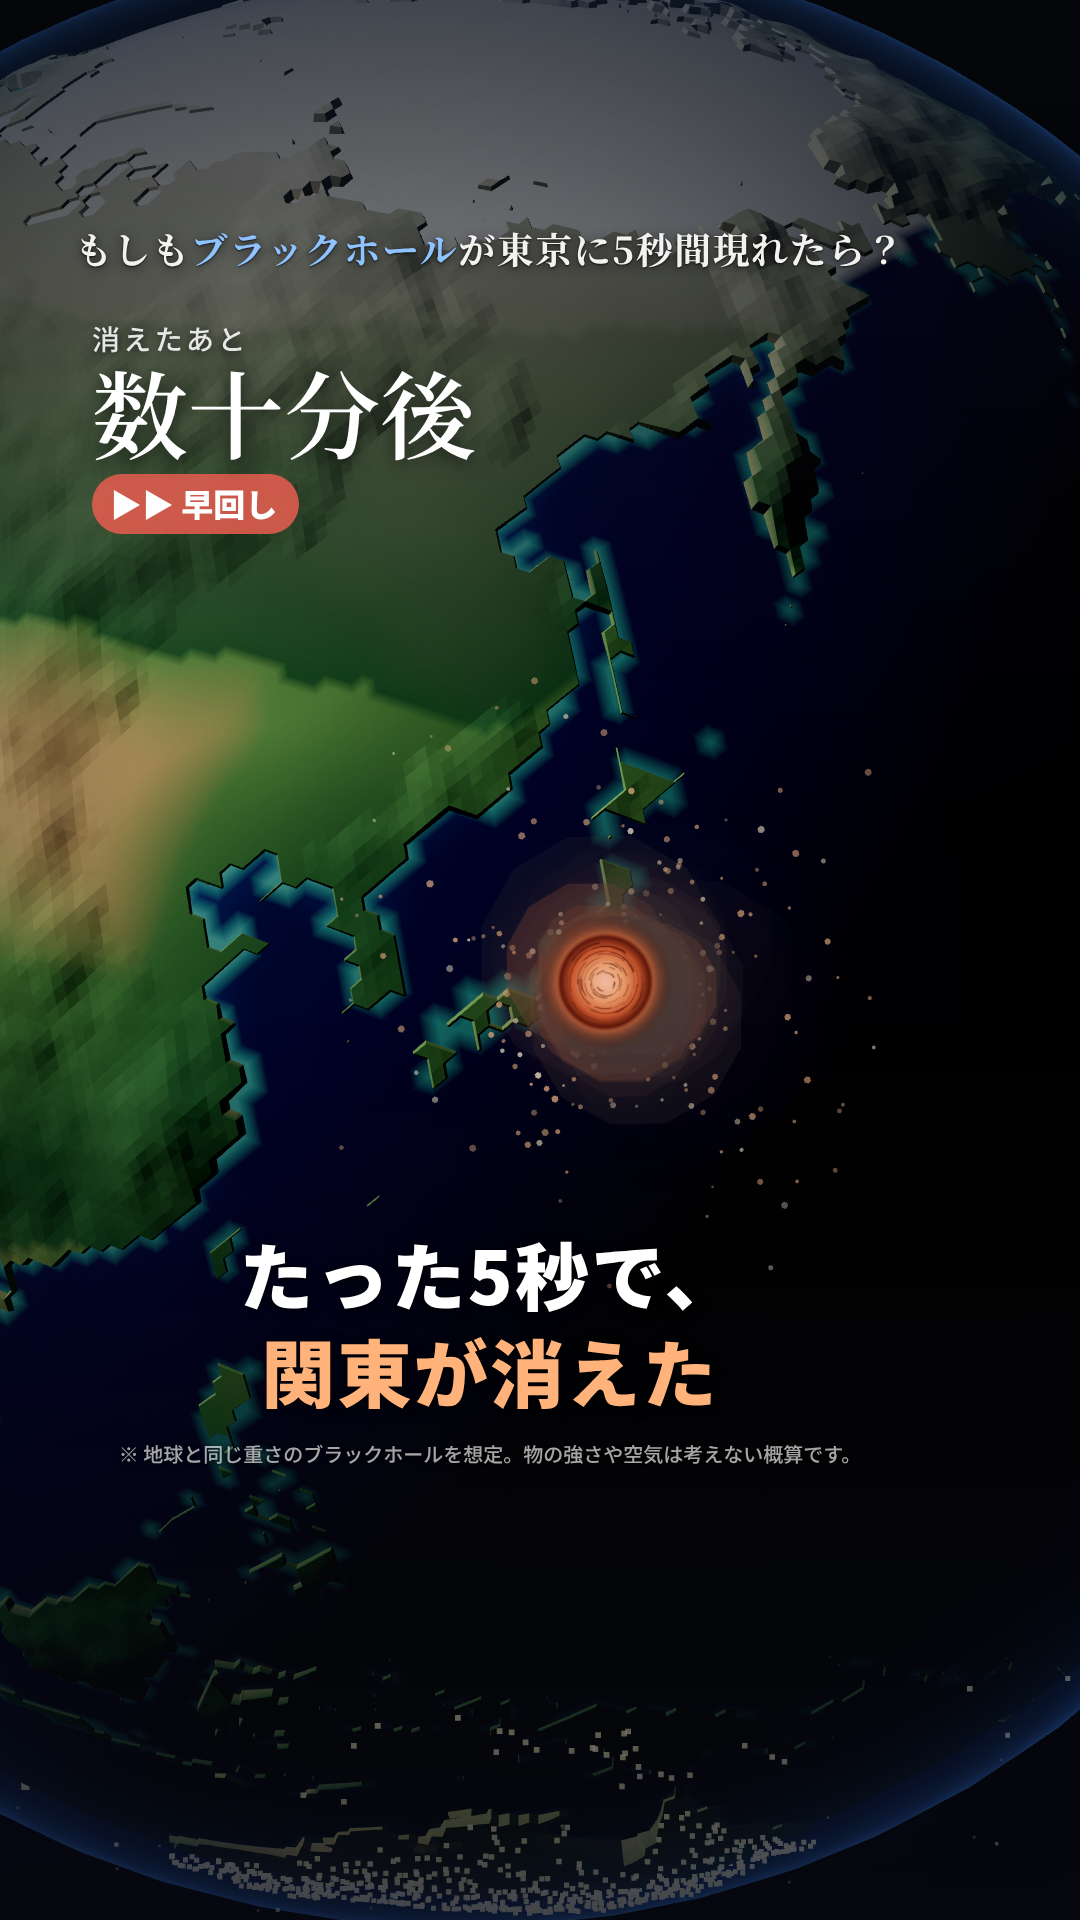 もしもブラックホールが東京に5秒間現れたら？
消えたあと
数十分後
▶▶ 早回し
たった5秒で、
関東が消えた
※ 地球と同じ重さのブラックホールを想定。物の強さや空気は考えない概算です。